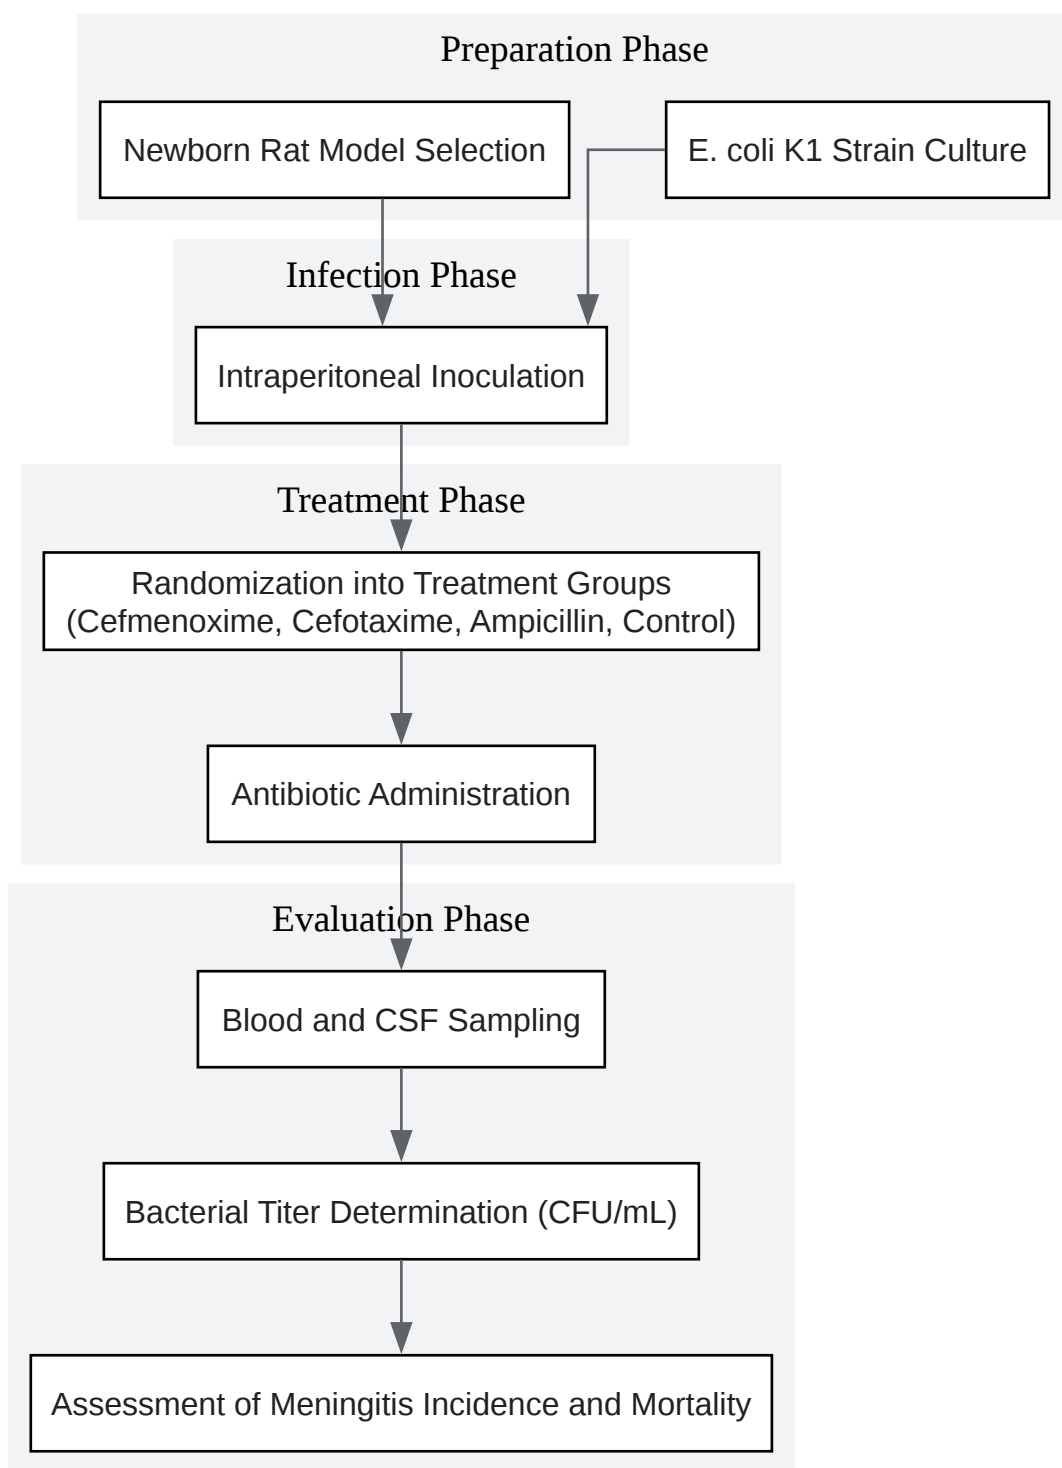 Preparation Phase
Newborn Rat Model Selection
E. coli K1 Strain Culture
Infection Phase
Intraperitoneal Inoculation
Treatment Phase
Randomization into Treatment Groups
(Cefmenoxime, Cefotaxime, Ampicillin, Control)
Antibiotic Administration
Evaluation Phase
Blood and CSF Sampling
Bacterial Titer Determination (CFU/mL)
Assessment of Meningitis Incidence and Mortality